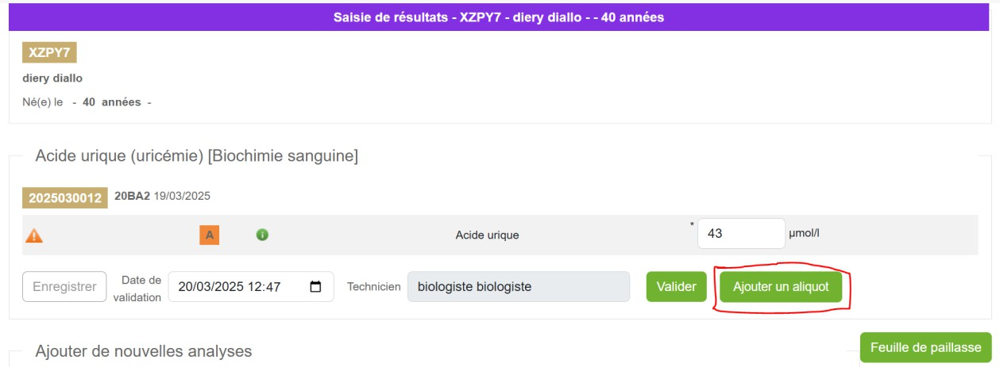 Saisie de résultats - XZPY7 - diery diallo - - 40 années
XZPY7
diery diallo
Né(e) le - 40 années -
Acide urique (uricémie) [Biochimie sanguine]
2025030012 20BA2 19/03/2025
A i Acide urique * 43 µmol/l
Enregistrer Date de validation 20/03/2025 12:47 Technicien biologiste biologiste Valider Ajouter un aliquot
Ajouter de nouvelles analyses Feuille de paillasse